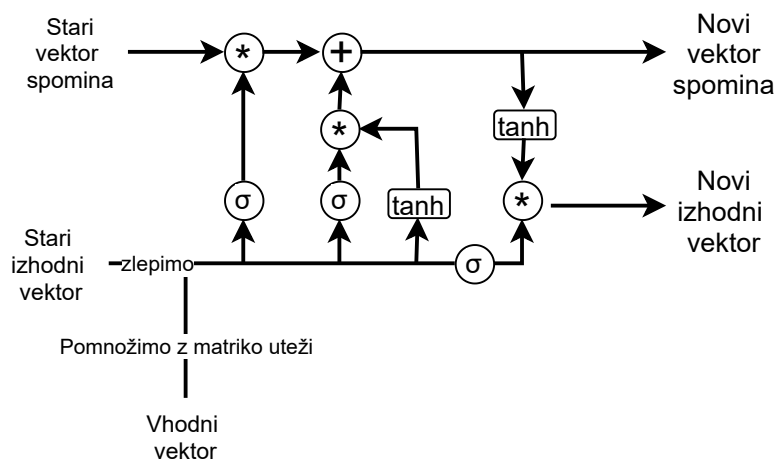 Stari
vektor
spomina
*
+
Novi
vektor
spomina
*
tanh
σ
σ
tanh
*
Novi
izhodni
vektor
Stari
izhodni
vektor
zlepimo
σ
Pomnožimo z matriko uteži
Vhodni
vektor